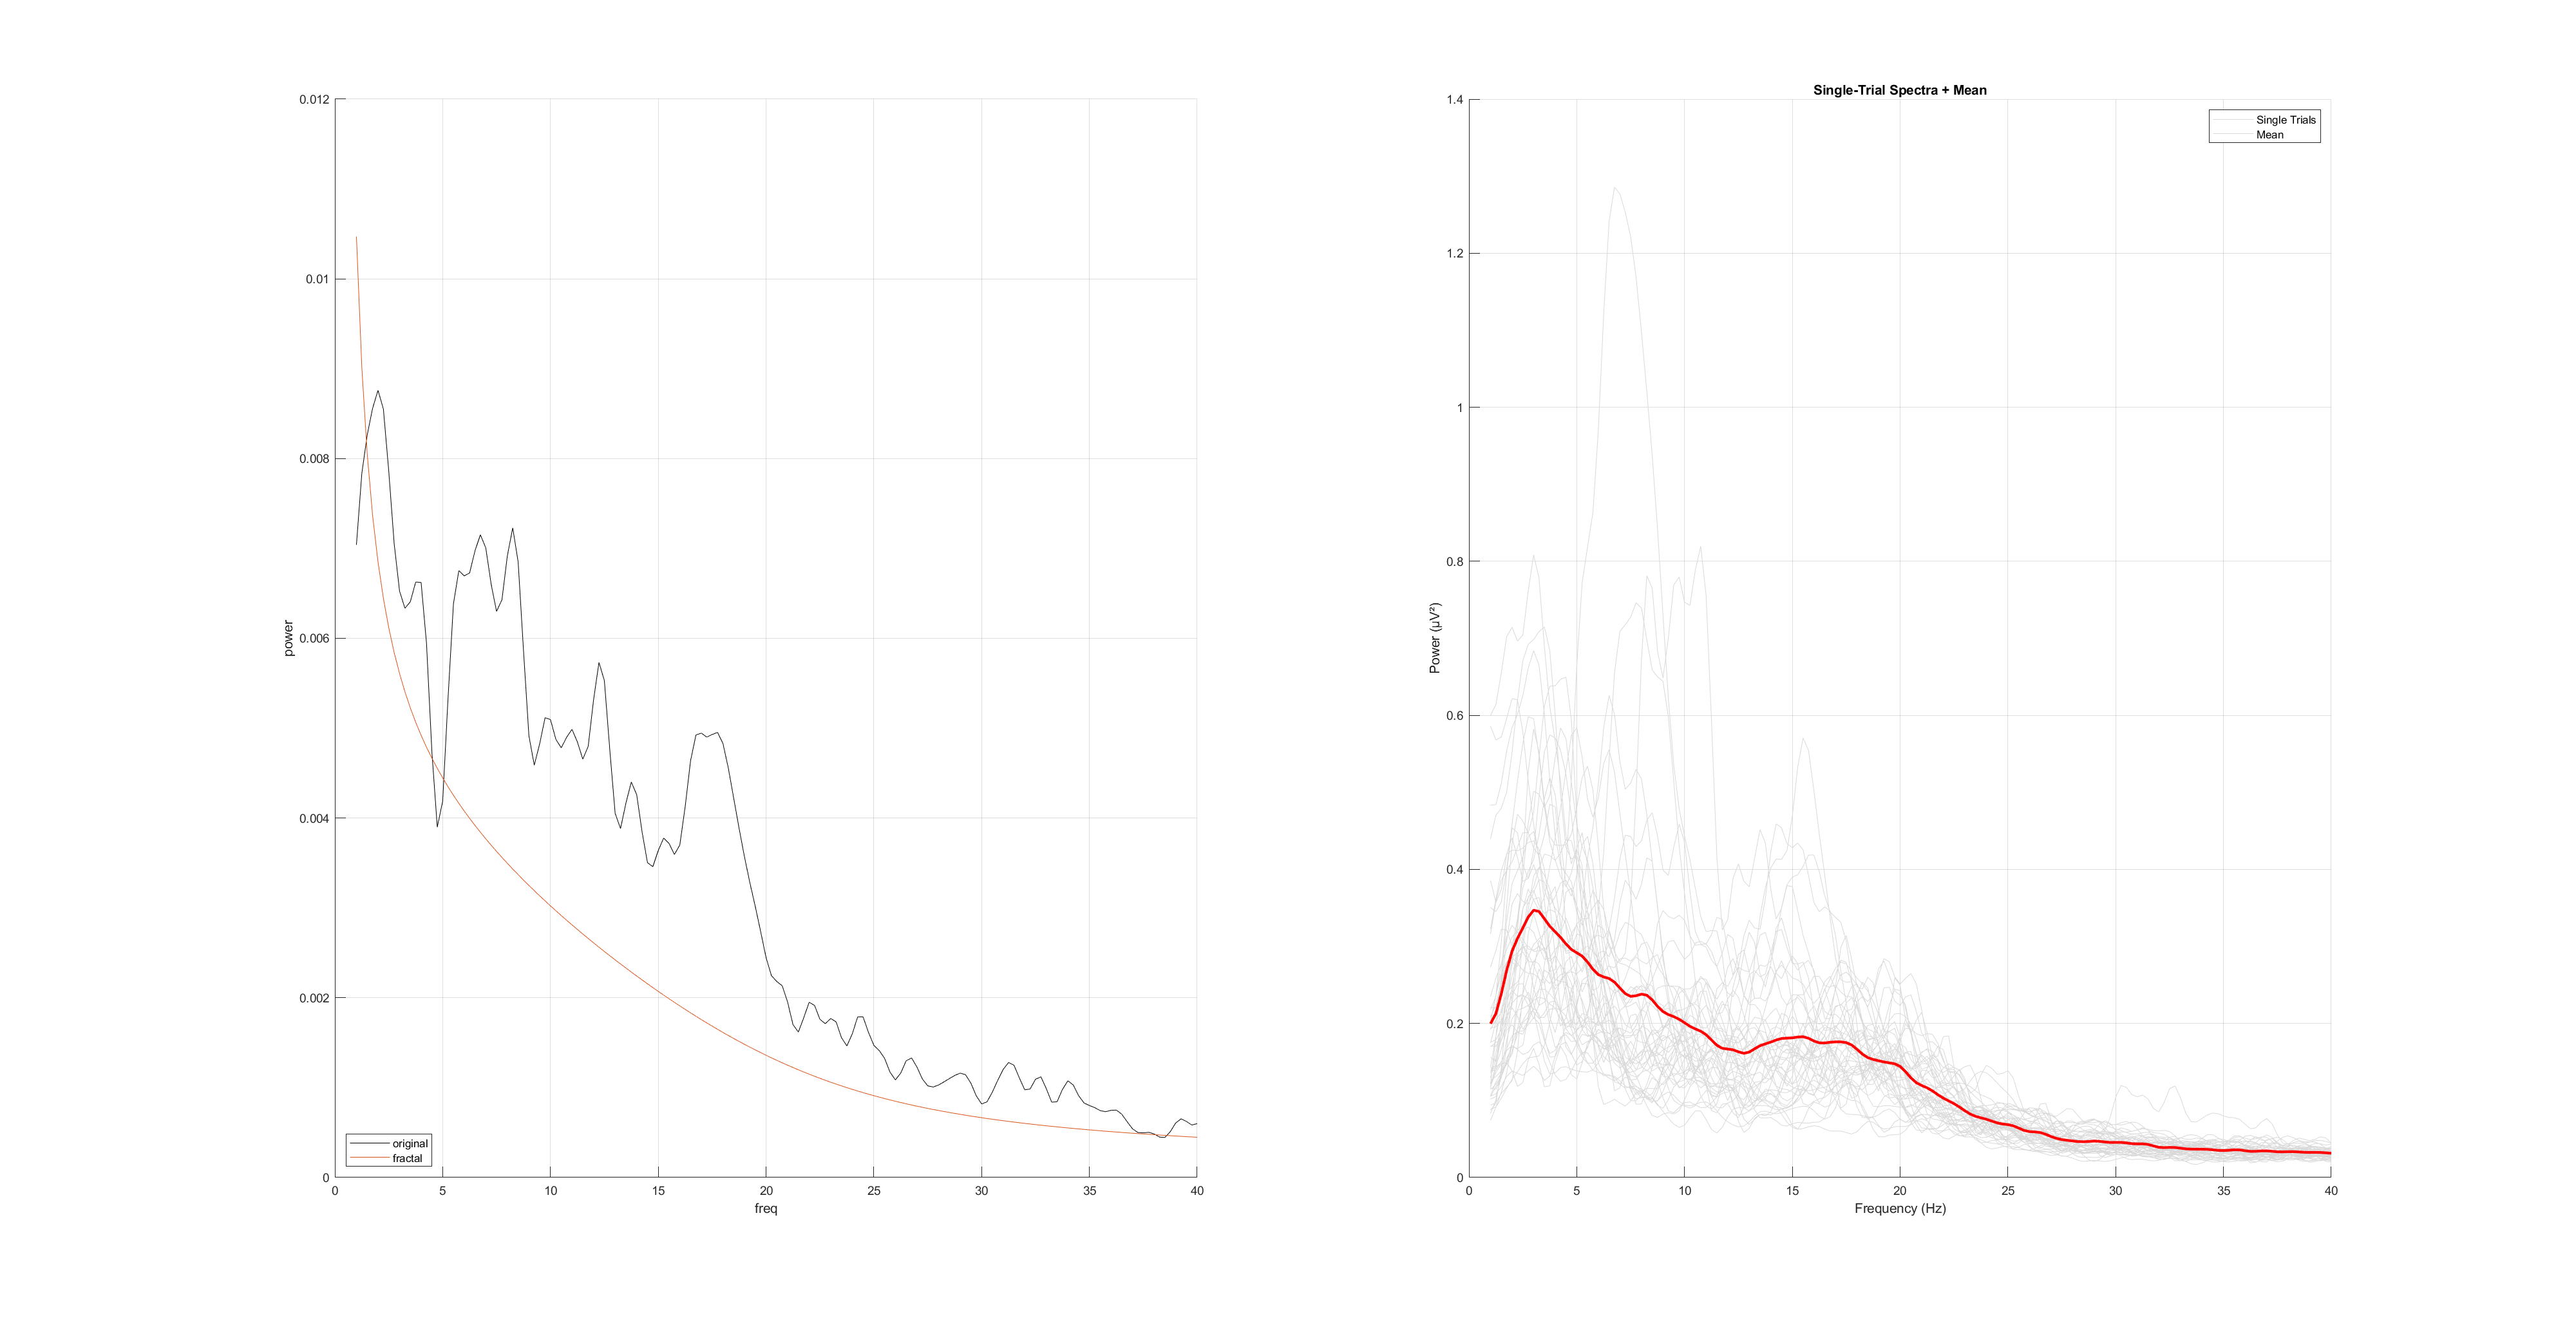 0.012
0.01
0.008
0.006
0.004
0.002
0
power
original
fractal
0 5 10 15 20 25 30 35 40
freq
Single-Trial Spectra + Mean
1.4
1.2
1
0.8
0.6
0.4
0.2
0
Power (µV²)
Single Trials
Mean
0 5 10 15 20 25 30 35 40
Frequency (Hz)